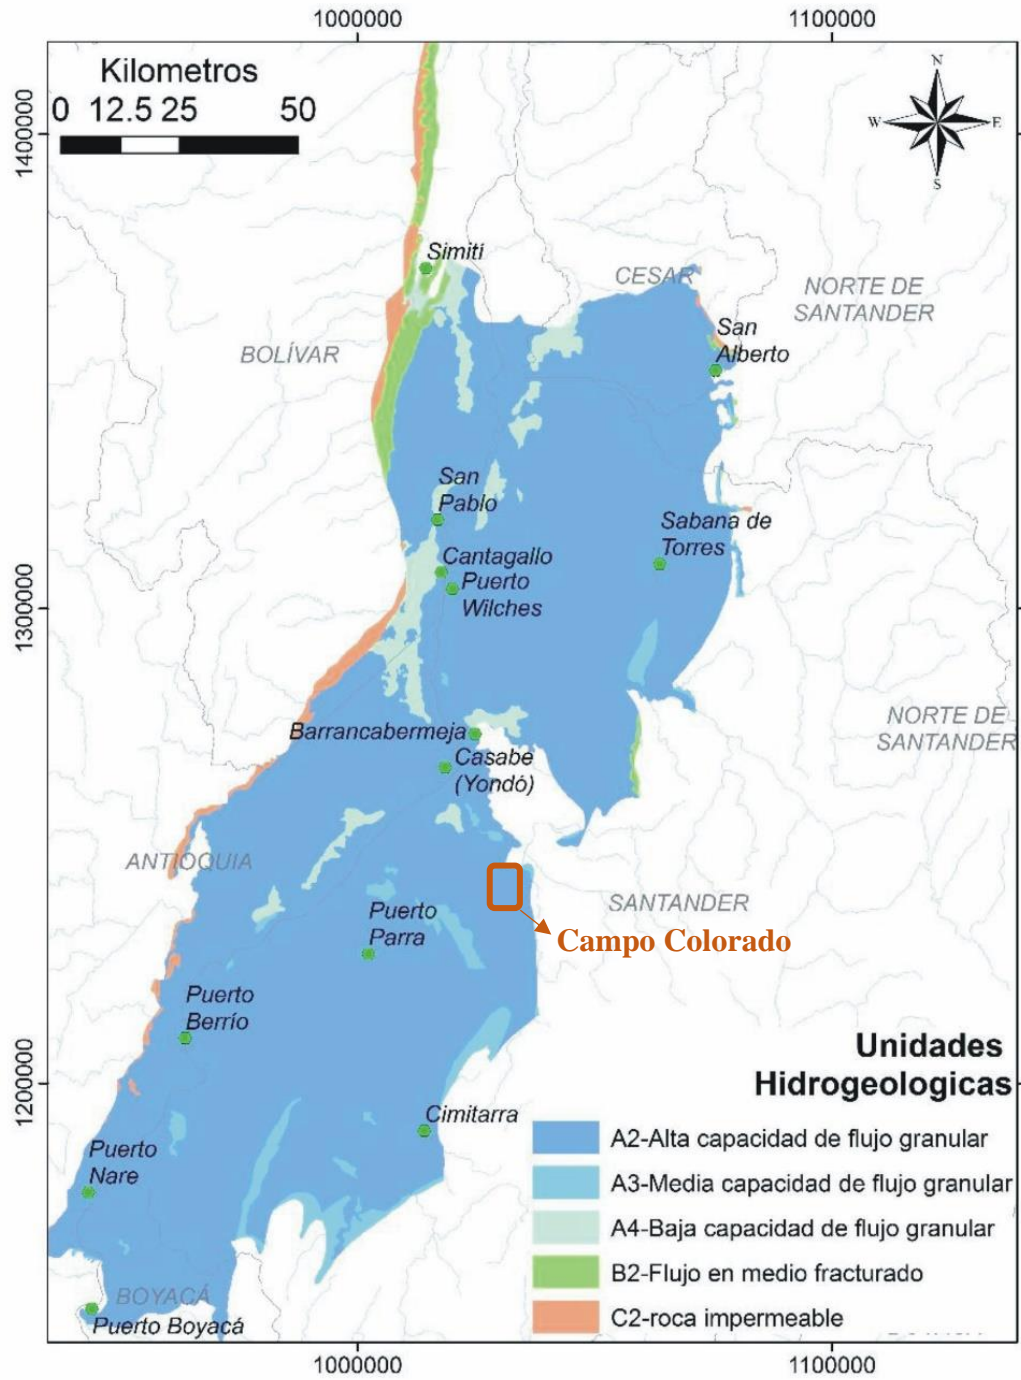 1000000
1100000
Kilometros
0 12.5 25 50
N
W
E
S
1400000
Simití
CESAR
NORTE DE
SANTANDER
San
Alberto
BOLÍVAR
San
Pablo
Sabana de
Torres
Cantagallo
Puerto
Wilches
1300000
NORTE DE
SANTANDER
Barrancabermeja
Casabe
(Yondó)
ANTIOQUIA
SANTANDER
Puerto
Parra
Campo Colorado
Puerto
Berrío
Unidades
Hidrogeologicas
1200000
Cimitarra
A2-Alta capacidad de flujo granular
Puerto
Nare
A3-Media capacidad de flujo granular
A4-Baja capacidad de flujo granular
B2-Flujo en medio fracturado
BOYACÁ
C2-roca impermeable
Puerto Boyacá
1000000
1100000